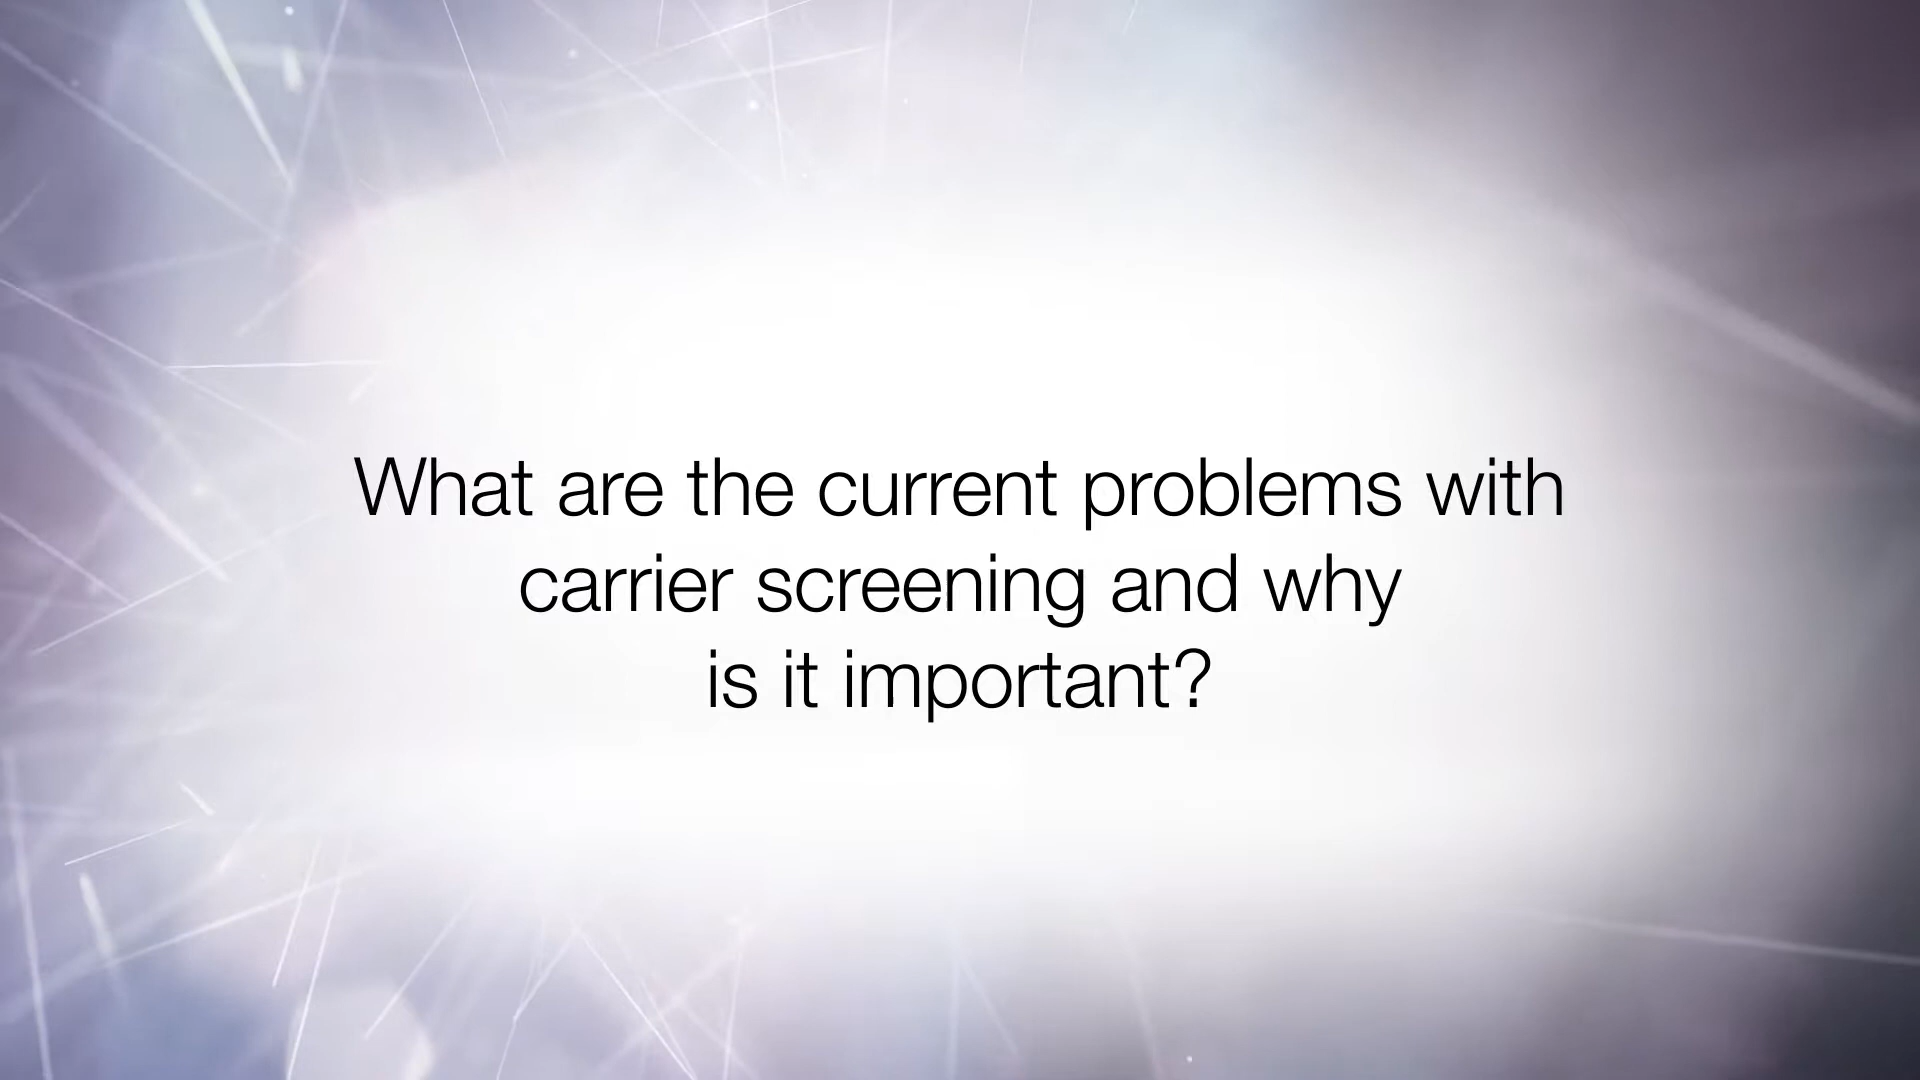 What are the current problems with
carrier screening and why
is it important?